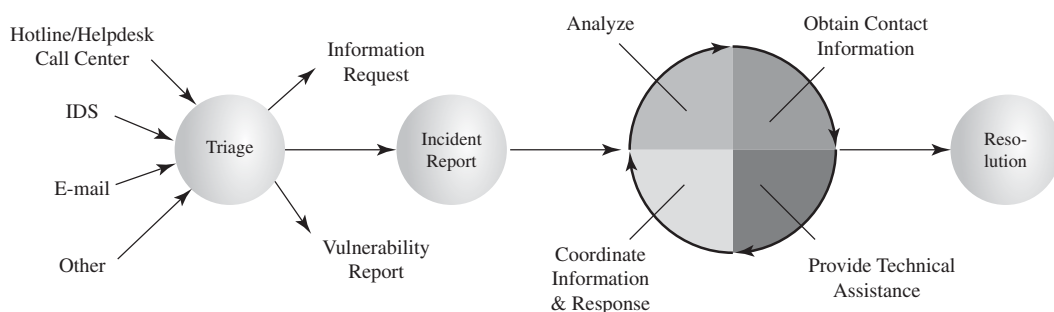 Hotline/Helpdesk
Call Center
IDS
E-mail
Other
Triage
Information
Request
Vulnerability
Report
Incident
Report
Analyze
Obtain Contact
Information
Coordinate
Information
& Response
Provide Technical
Assistance
Reso-
lution